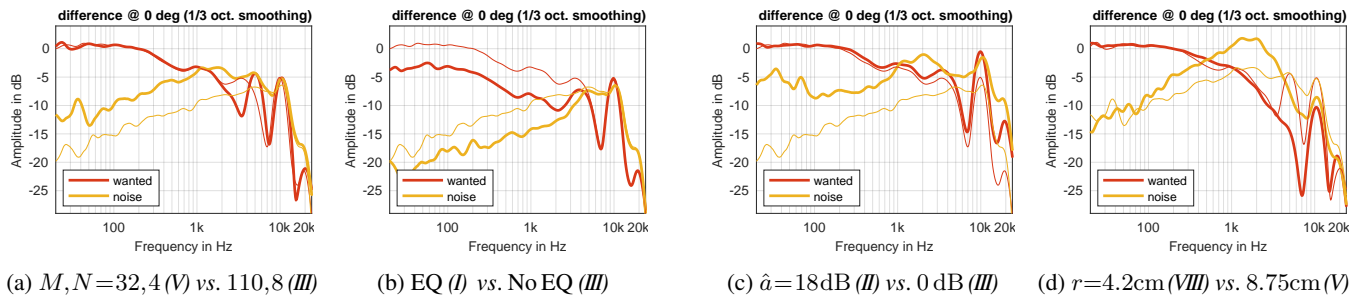 difference @ 0 deg (1/3 oct. smoothing)
0
-5
-10
-15
-20
-25
Amplitude in dB
wanted
noise
100
1k
10k
20k
Frequency in Hz
(a) M,N=32,4 (V) vs. 110,8 (III)
difference @ 0 deg (1/3 oct. smoothing)
0
-5
-10
-15
-20
-25
Amplitude in dB
wanted
noise
100
1k
10k
20k
Frequency in Hz
(b) EQ (I) vs. No EQ (III)
difference @ 0 deg (1/3 oct. smoothing)
0
-5
-10
-15
-20
-25
Amplitude in dB
wanted
noise
100
1k
10k
20k
Frequency in Hz
(c) â=18dB (II) vs. 0 dB (III)
difference @ 0 deg (1/3 oct. smoothing)
0
-5
-10
-15
-20
-25
Amplitude in dB
wanted
noise
100
1k
10k
20k
Frequency in Hz
(d) r=4.2cm (VIII) vs. 8.75cm (V)